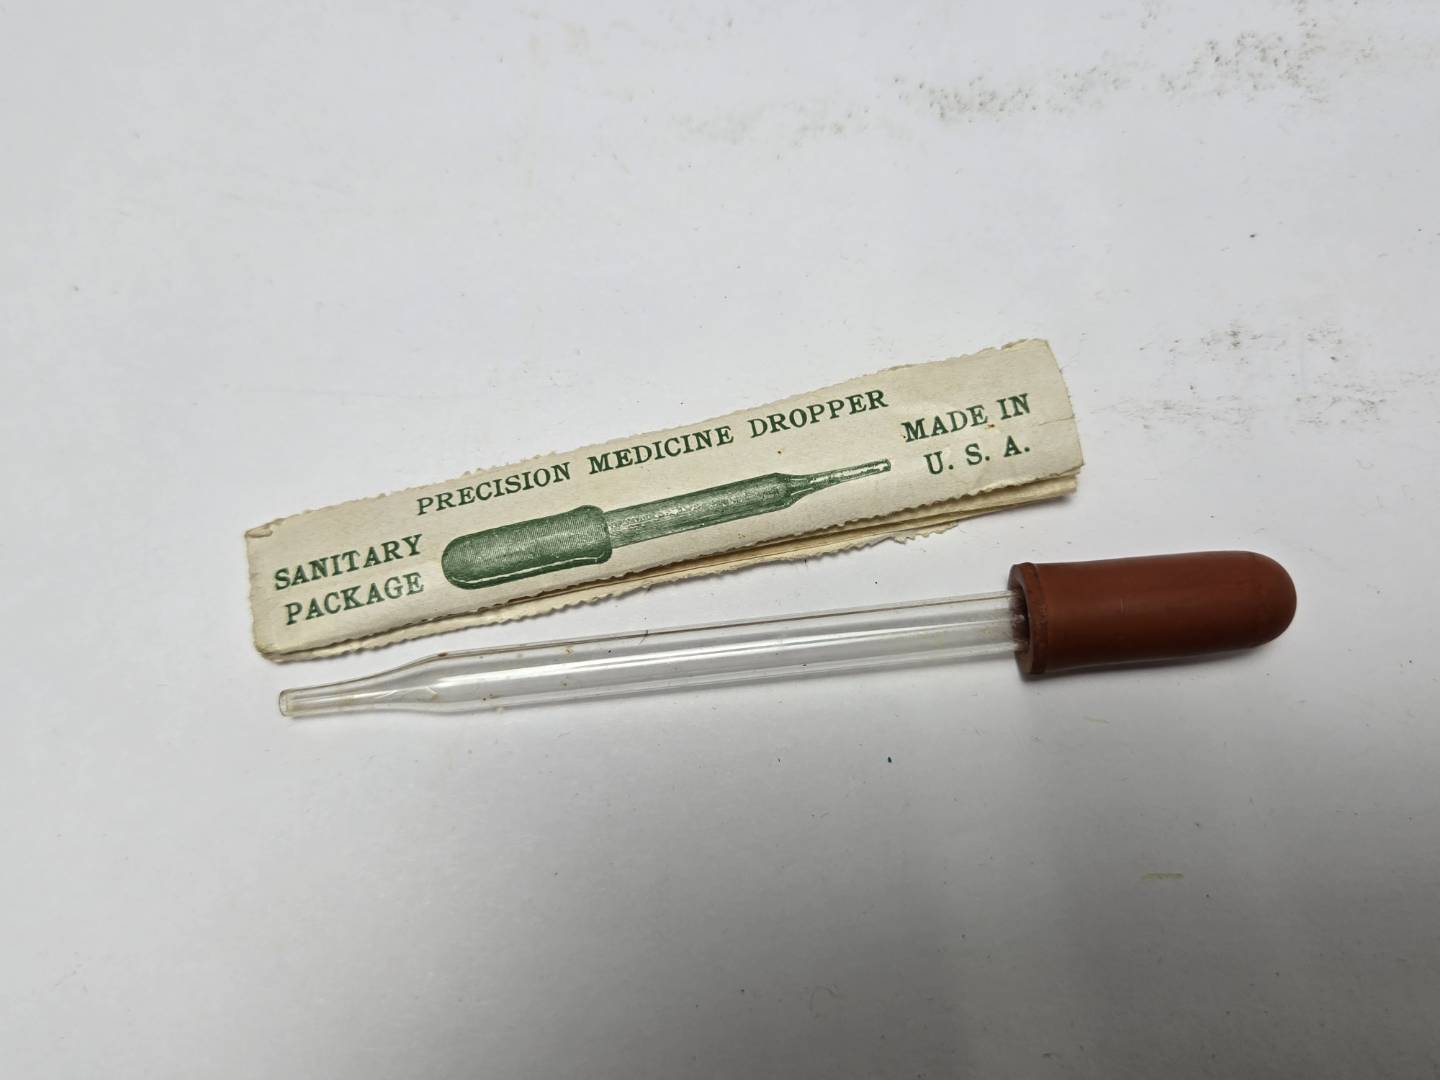 PRECISION MEDICINE DROPPER
SANITARY
PACKAGE
MADE IN
U. S. A.